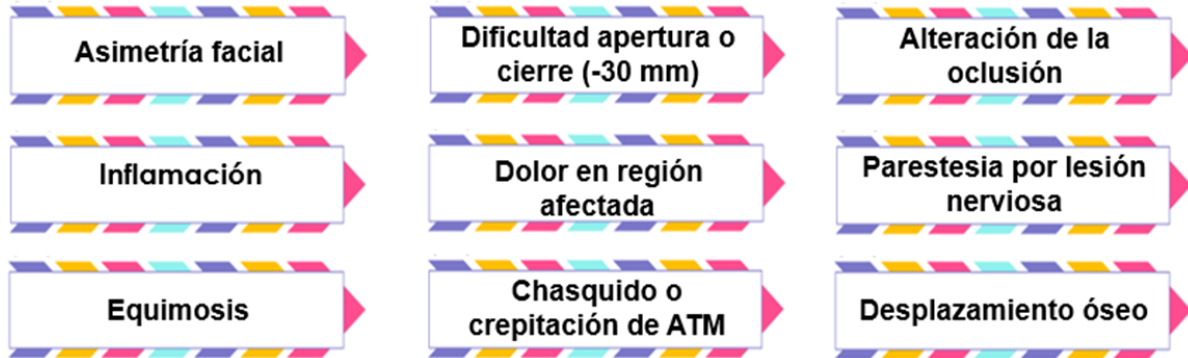 Asimetría facial
Dificultad apertura o
cierre (-30 mm)
Alteración de la
oclusión
Inflamación
Dolor en región
afectada
Parestesia por lesión
nerviosa
Equimosis
Chasquido o
crepitación de ATM
Desplazamiento óseo